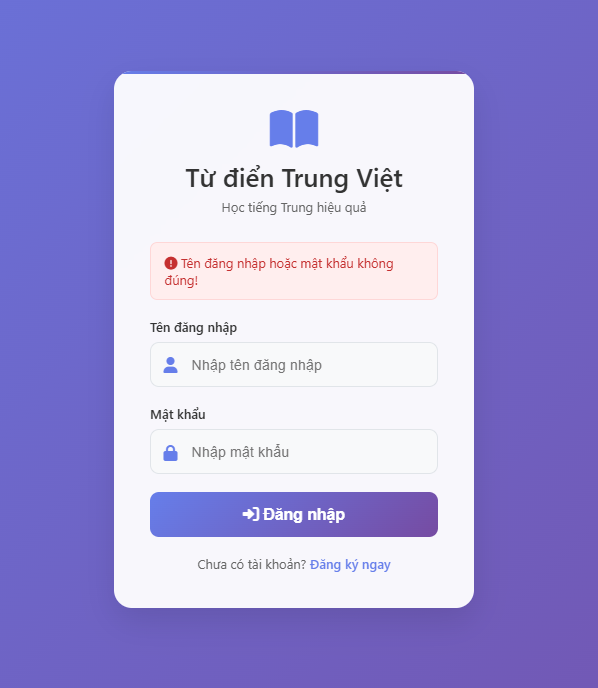 Từ điển Trung Việt
Học tiếng Trung hiệu quả
Tên đăng nhập hoặc mật khẩu không
đúng!
Tên đăng nhập
Nhập tên đăng nhập
Mật khẩu
Nhập mật khẩu
Đăng nhập
Chưa có tài khoản? Đăng ký ngay